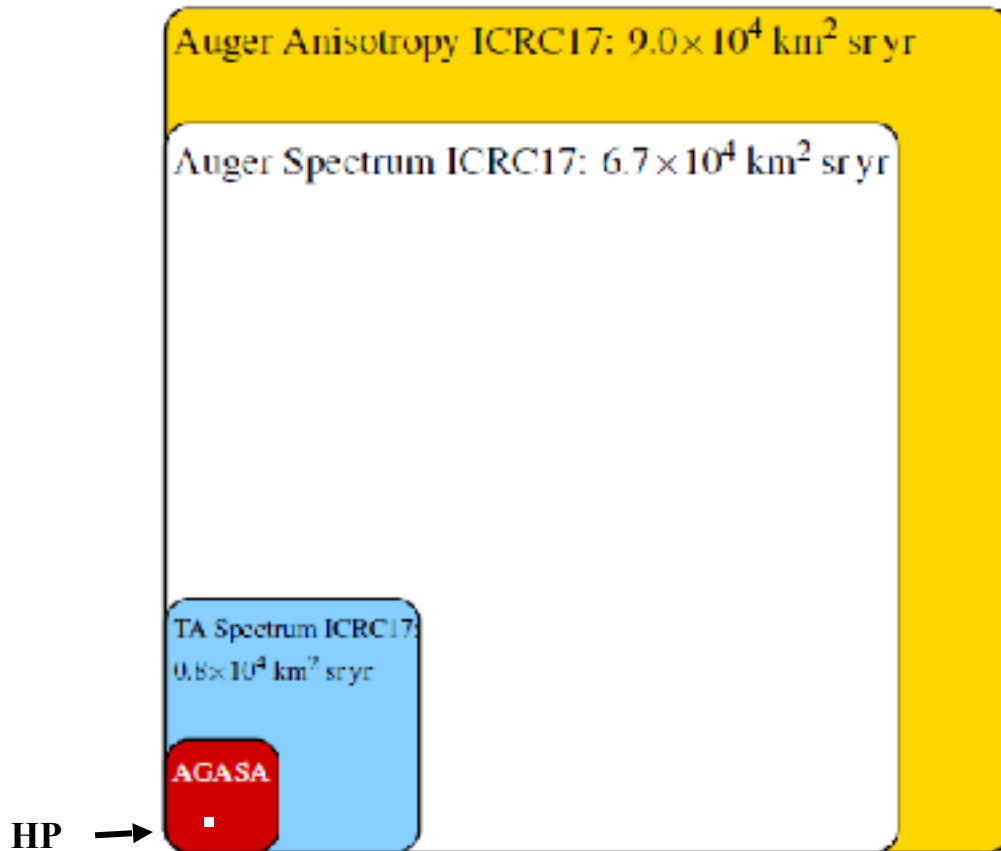 Auger Anisotropy ICRC17: 9.0×10⁴ km² sr yr
Auger Spectrum ICRC17: 6.7×10⁴ km² sr yr
TA Spectrum ICRC17:
0.8×10⁴ km² sr yr
AGASA
HP